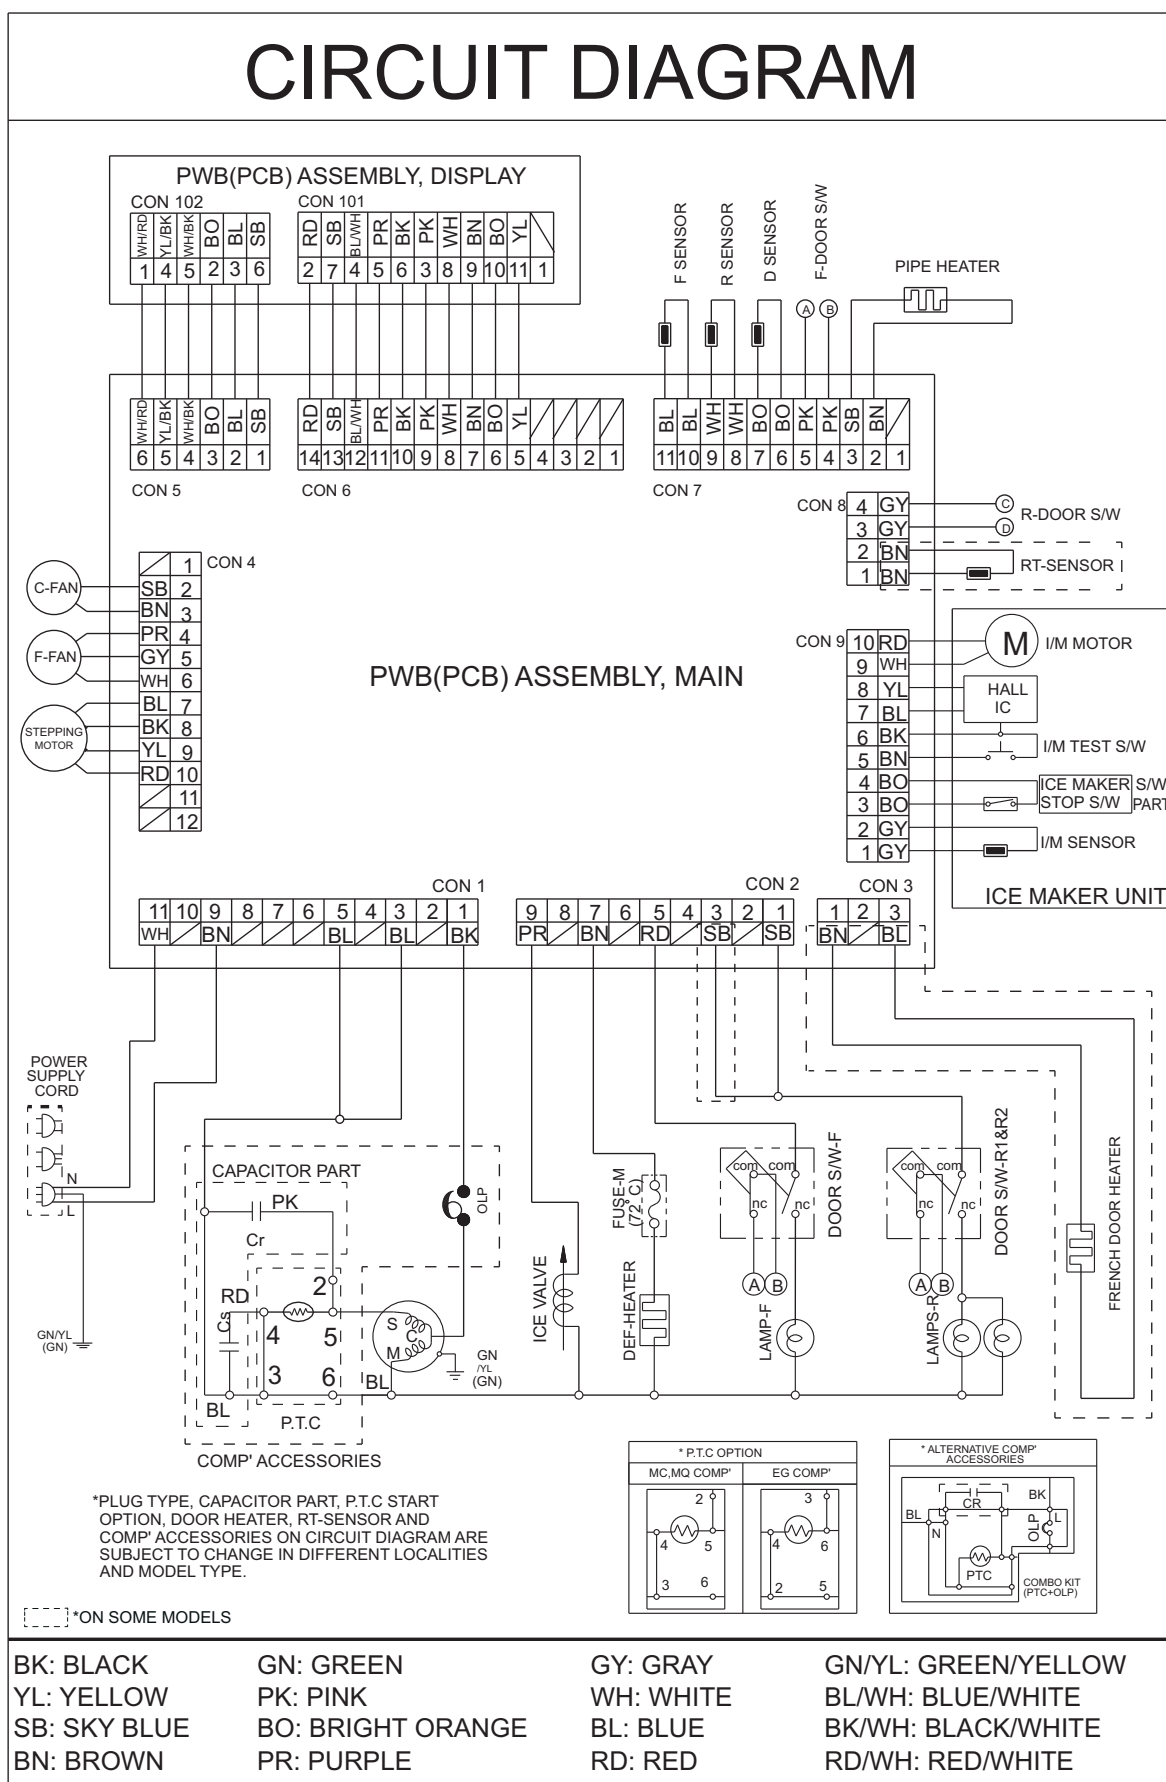 CIRCUIT DIAGRAM
PWB(PCB) ASSEMBLY, DISPLAY
CON 102
CON 101
WH/RD YL/BK WH/BK BO BL SB
1 4 5 2 3 6
RD SB BL/WH PR BK PK WH BN BO YL
2 7 4 5 6 3 8 9 10 11 1
F SENSOR
R SENSOR
D SENSOR
F-DOOR S/W
A B
PIPE HEATER
WH/RD YL/BK WH/BK BO BL SB
6 5 4 3 2 1
CON 5
RD SB BL/WH PR BK PK WH BN BO YL
14 13 12 11 10 9 8 7 6 5 4 3 2 1
CON 6
BL BL WH WH BO BO PK PK SB BN
11 10 9 8 7 6 5 4 3 2 1
CON 7
CON 8
4 GY C
3 GY D
R-DOOR S/W
2 BN
1 BN
RT-SENSOR
CON 4
1
SB 2
BN 3
PR 4
GY 5
WH 6
BL 7
BK 8
YL 9
RD 10
11
12
C-FAN
F-FAN
STEPPING
MOTOR
PWB(PCB) ASSEMBLY, MAIN
CON 9
10 RD
9 WH
8 YL
7 BL
6 BK
5 BN
4 BO
3 BO
2 GY
1 GY
M I/M MOTOR
HALL
IC
I/M TEST S/W
ICE MAKER S/W
STOP S/W PART
I/M SENSOR
ICE MAKER UNIT
CON 1
11 10 9 8 7 6 5 4 3 2 1
WH BN BL BL BK
CON 2
9 8 7 6 5 4 3 2 1
PR BN RD SB SB
CON 3
1 2 3
BN BL
POWER
SUPPLY
CORD
N
L
GN/YL
(GN)
CAPACITOR PART
PK
Cr
RD
Cs
2
4 5
3 6
BL
P.T.C
COMP' ACCESSORIES
OLP
S
C
M
BL
GN
/YL
(GN)
ICE VALVE
FUSE-M
(72°C)
DEF-HEATER
com com
nc nc
DOOR S/W-F
A B
LAMP-F
com com
nc nc
DOOR S/W-R1&R2
A B
LAMPS-R
FRENCH DOOR HEATER
*PLUG TYPE, CAPACITOR PART, P.T.C START
OPTION, DOOR HEATER, RT-SENSOR AND
COMP' ACCESSORIES ON CIRCUIT DIAGRAM ARE
SUBJECT TO CHANGE IN DIFFERENT LOCALITIES
AND MODEL TYPE.
*ON SOME MODELS
* P.T.C OPTION
MC,MQ COMP' EG COMP'
2
4 5
3 6
3
4 6
2 5
* ALTERNATIVE COMP'
ACCESSORIES
CR
BK
BL
N
L
OLP
PTC
COMBO KIT
(PTC+OLP)
BK: BLACK GN: GREEN GY: GRAY GN/YL: GREEN/YELLOW
YL: YELLOW PK: PINK WH: WHITE BL/WH: BLUE/WHITE
SB: SKY BLUE BO: BRIGHT ORANGE BL: BLUE BK/WH: BLACK/WHITE
BN: BROWN PR: PURPLE RD: RED RD/WH: RED/WHITE